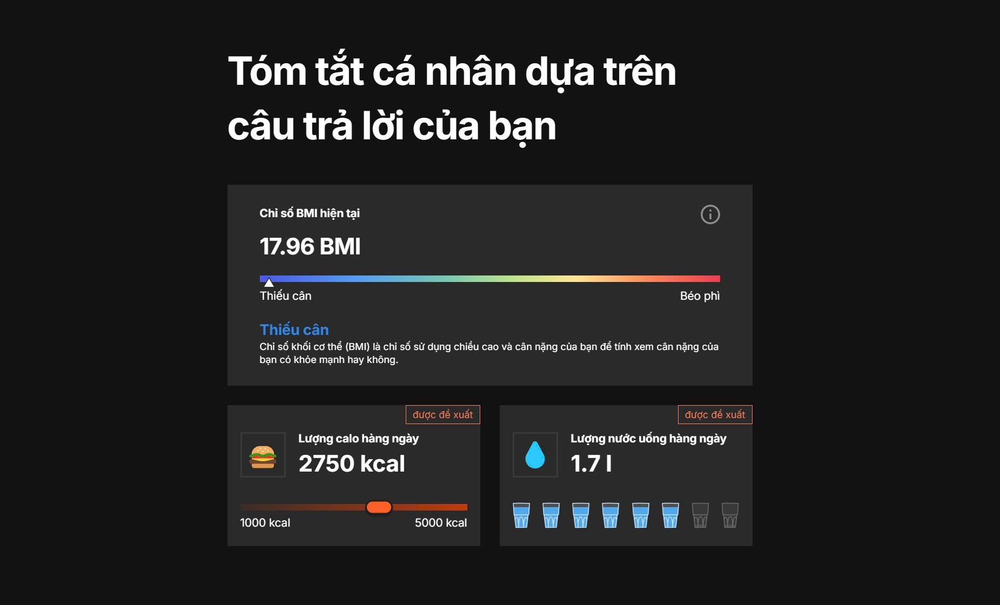 Tóm tắt cá nhân dựa trên
câu trả lời của bạn
Chỉ số BMI hiện tại
17.96 BMI
Thiếu cân
Béo phì
Thiếu cân
Chỉ số khối cơ thể (BMI) là chỉ số sử dụng chiều cao và cân nặng của bạn để tính xem cân nặng của
bạn có khỏe mạnh hay không.
được đề xuất
Lượng calo hàng ngày
2750 kcal
1000 kcal
5000 kcal
được đề xuất
Lượng nước uống hàng ngày
1.7 l